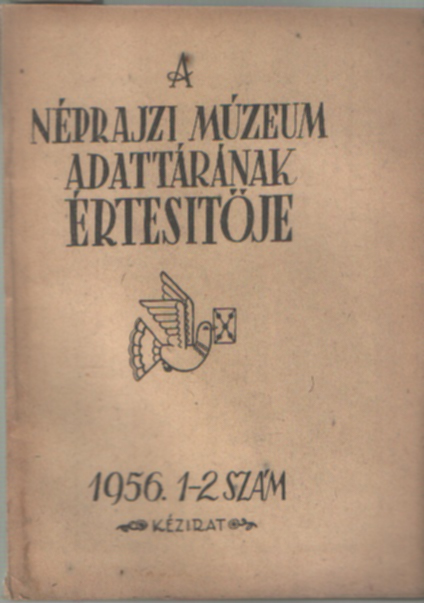 A
NÉPRAJZI MÚZEUM
ADATTÁRÁNAK
ÉRTESITŐJE
1956. 1-2 SZÁM
KÉZIRAT